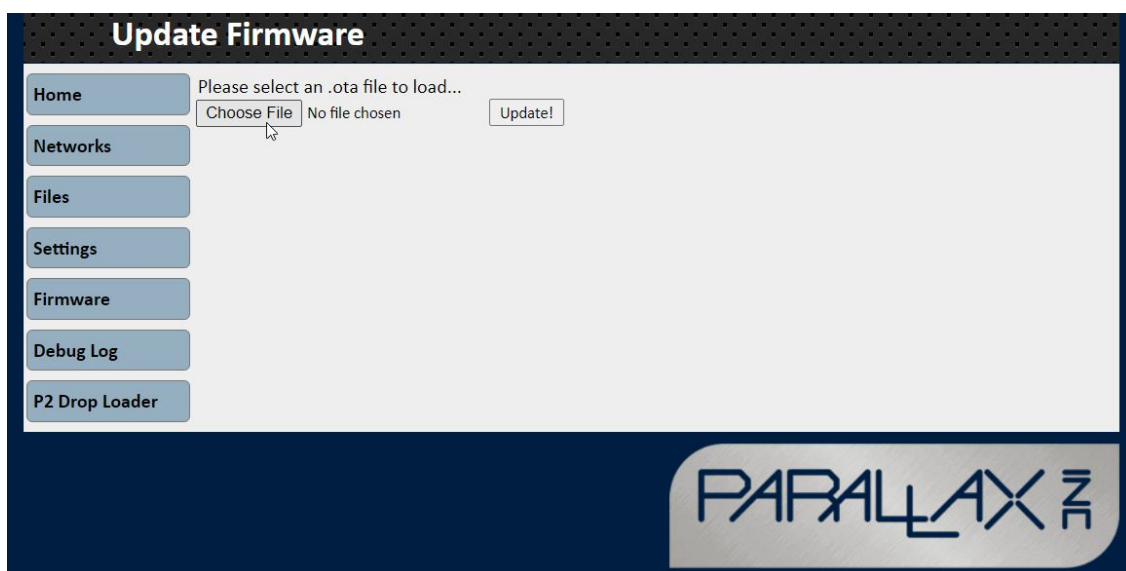 Update Firmware
Home
Networks
Files
Settings
Firmware
Debug Log
P2 Drop Loader
Please select an .ota file to load...
Choose File No file chosen Update!
PARALLAX INC